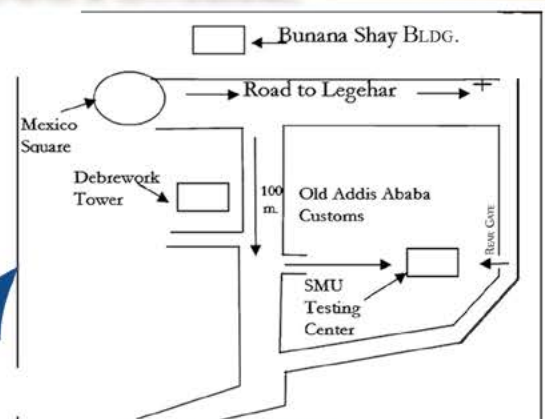 Bunana Shay BLDG.
Road to Legehar
Mexico
Square
Debrework
Tower
100
m.
Old Addis Ababa
Customs
REAR GATE
SMU
Testing
Center